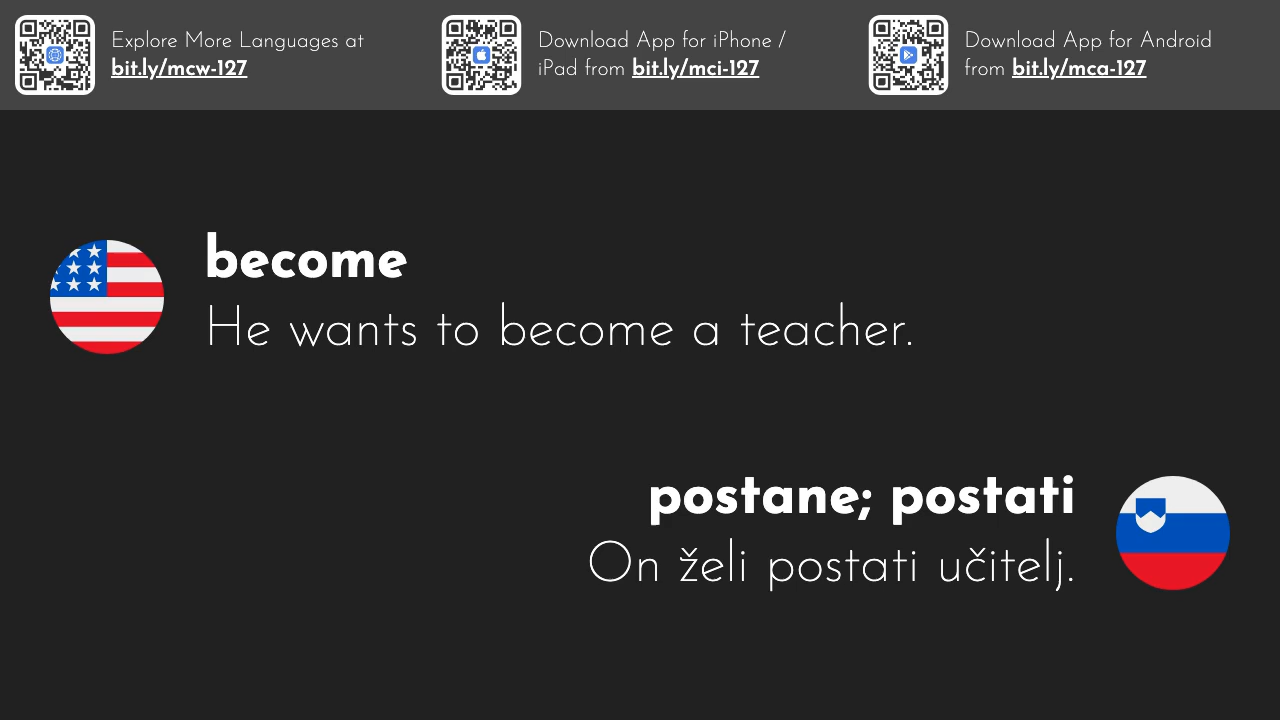 Explore More Languages at
bit.ly/mcw-127
Download App for iPhone /
iPad from bit.ly/mci-127
Download App for Android
from bit.ly/mca-127
become
He wants to become a teacher.
postane; postati
On želi postati učitelj.